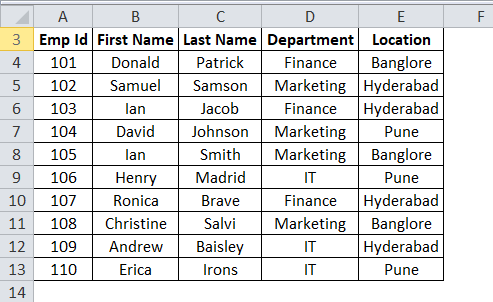 A B C D E F
3 Emp Id First Name Last Name Department Location
4 101 Donald Patrick Finance Banglore
5 102 Samuel Samson Marketing Hyderabad
6 103 Ian Jacob Finance Hyderabad
7 104 David Johnson Marketing Pune
8 105 Ian Smith Marketing Banglore
9 106 Henry Madrid IT Pune
10 107 Ronica Brave Finance Hyderabad
11 108 Christine Salvi Marketing Banglore
12 109 Andrew Baisley IT Hyderabad
13 110 Erica Irons IT Pune
14